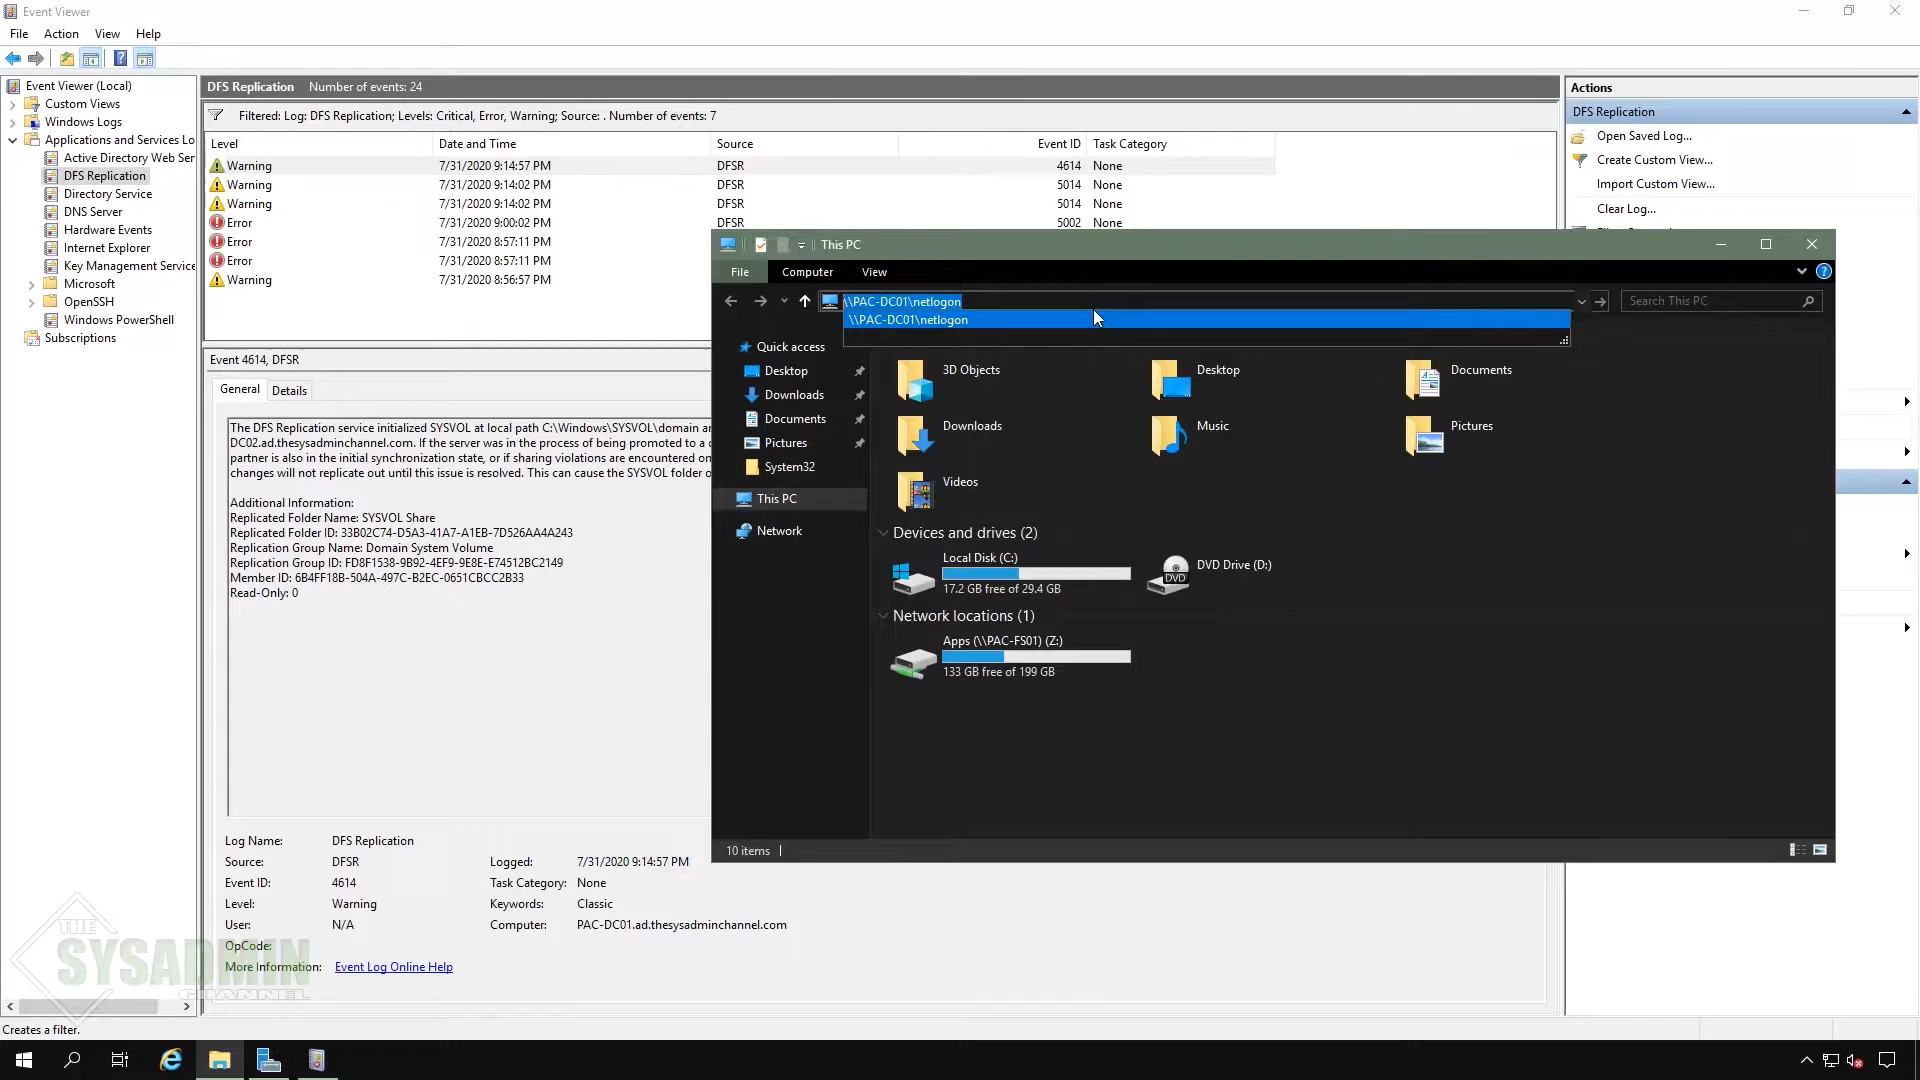 Event Viewer
File Action View Help
Event Viewer (Local)
Custom Views
Windows Logs
Applications and Services Lo
Active Directory Web Ser
DFS Replication
Directory Service
DNS Server
Hardware Events
Internet Explorer
Key Management Service
Microsoft
OpenSSH
Windows PowerShell
Subscriptions
DFS Replication Number of events: 24
Filtered: Log: DFS Replication; Levels: Critical, Error, Warning; Source: . Number of events: 7
Level Date and Time Source Event ID Task Category
Warning 7/31/2020 9:14:57 PM DFSR 4614 None
Warning 7/31/2020 9:14:02 PM DFSR 5014 None
Warning 7/31/2020 9:14:02 PM DFSR 5014 None
Error 7/31/2020 9:00:02 PM DFSR 5002 None
Error 7/31/2020 8:57:11 PM
Error 7/31/2020 8:57:11 PM
Warning 7/31/2020 8:56:57 PM
Event 4614, DFSR
General Details
The DFS Replication service initialized SYSVOL at local path C:\Windows\SYSVOL\domain ar
DC02.ad.thesysadminchannel.com. If the server was in the process of being promoted to a
partner is also in the initial synchronization state, or if sharing violations are encountered on
changes will not replicate out until this issue is resolved. This can cause the SYSVOL folder o
Additional Information:
Replicated Folder Name: SYSVOL Share
Replicated Folder ID: 33B02C74-D5A3-41A7-A1EB-7D526AA4A243
Replication Group Name: Domain System Volume
Replication Group ID: FD8F1538-9B92-4EF9-9E8E-E74512BC2149
Member ID: 6B4FF18B-504A-497C-B2EC-0651CBCC2B33
Read-Only: 0
Log Name: DFS Replication
Source: DFSR Logged: 7/31/2020 9:14:57 PM
Event ID: 4614 Task Category: None
Level: Warning Keywords: Classic
User: N/A Computer: PAC-DC01.ad.thesysadminchannel.com
OpCode:
More Information: Event Log Online Help
Actions
DFS Replication
Open Saved Log...
Create Custom View...
Import Custom View...
Clear Log...
This PC
File Computer View
\\PAC-DC01\netlogon
Search This PC
\\PAC-DC01\netlogon
Quick access
Desktop
Downloads
Documents
Pictures
System32
This PC
Network
3D Objects Desktop Documents
Downloads Music Pictures
Videos
Devices and drives (2)
Local Disk (C:)
17.2 GB free of 29.4 GB
DVD
DVD Drive (D:)
Network locations (1)
Apps (\\PAC-FS01) (Z:)
133 GB free of 199 GB
10 items
THE
SYSADMIN
CHANNEL
Creates a filter.